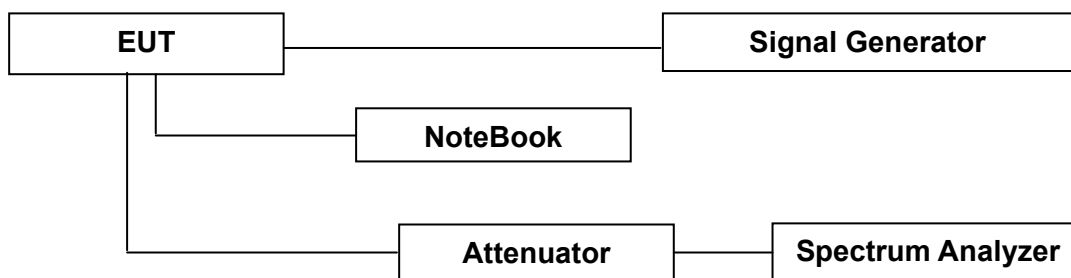 EUT
Signal Generator
NoteBook
Attenuator
Spectrum Analyzer